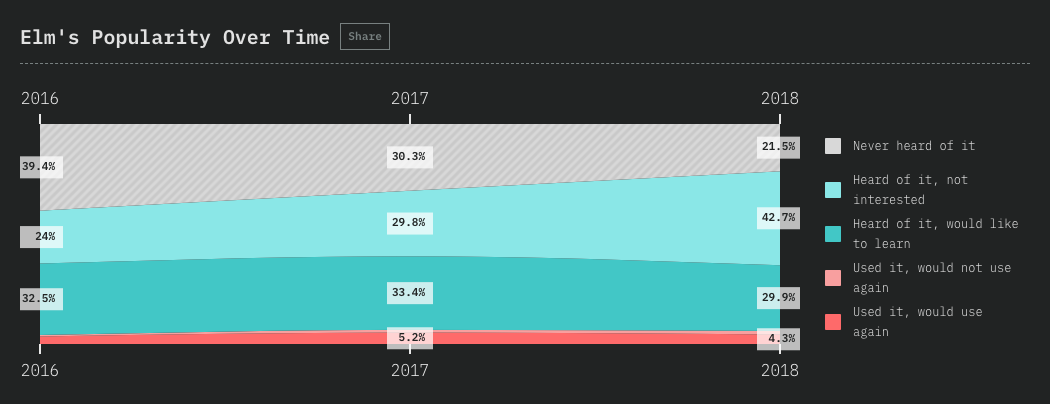 Elm's Popularity Over Time Share
2016 2017 2018
39.4% 30.3% 21.5%
24% 29.8% 42.7%
32.5% 33.4% 29.9%
5.2% 4.3%
2016 2017 2018
Never heard of it
Heard of it, not
interested
Heard of it, would like
to learn
Used it, would not use
again
Used it, would use
again